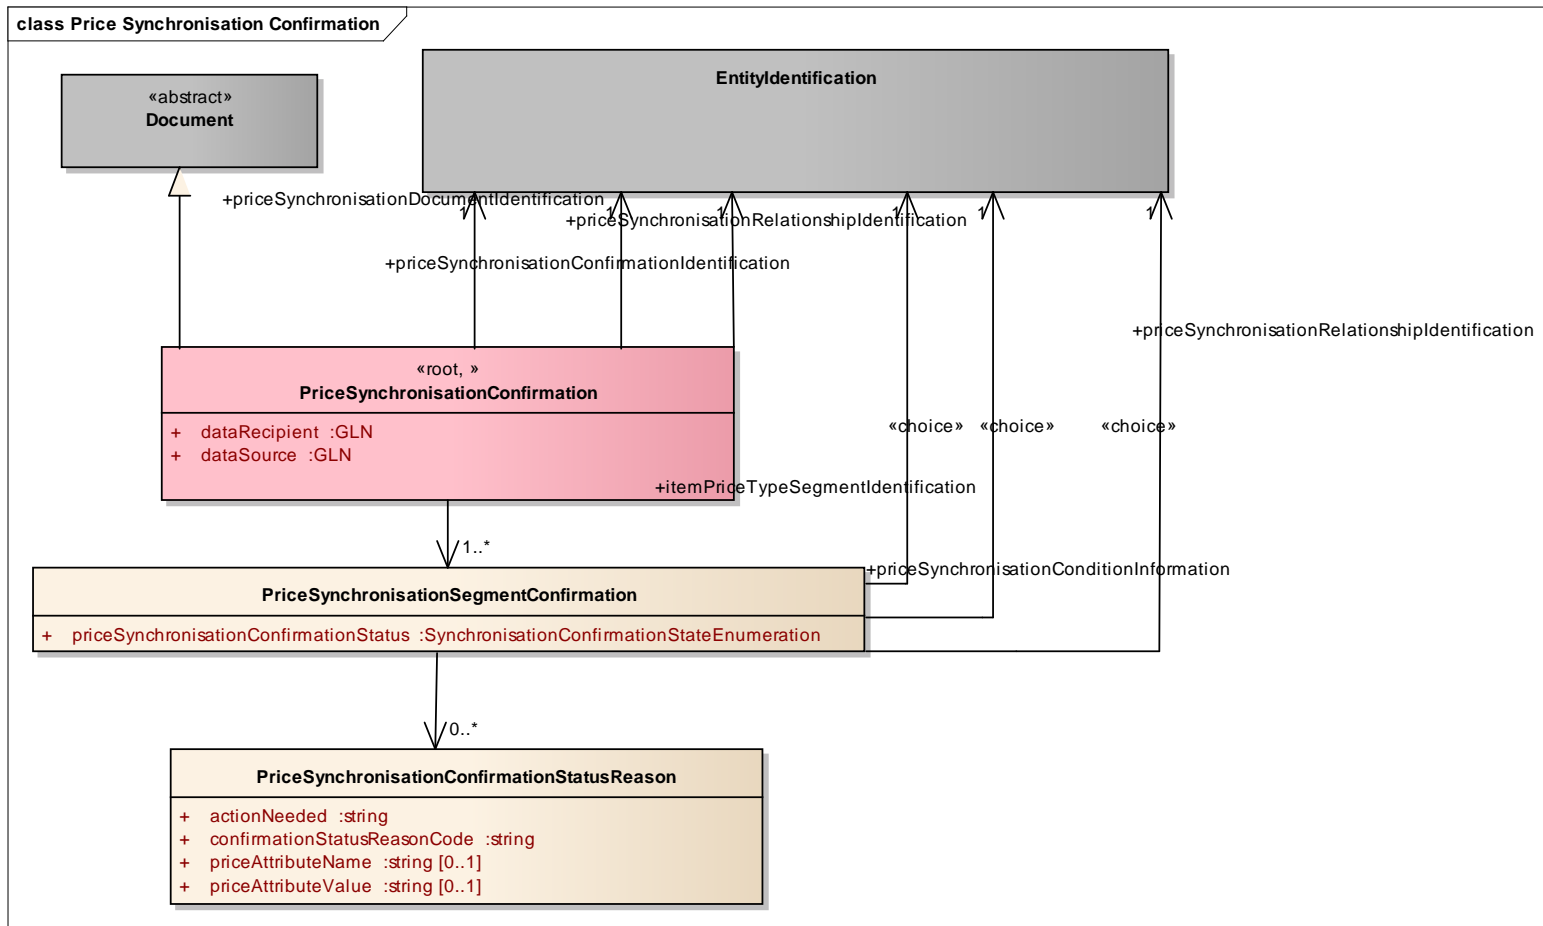 class Price Synchronisation Confirmation
«abstract»
Document
EntityIdentification
+priceSynchronisationDocumentIdentification
1
1
1
1
1
1
+priceSynchronisationRelationshipIdentification
+priceSynchronisationConfirmationIdentification
+priceSynchronisationRelationshipIdentification
«root, »
PriceSynchronisationConfirmation
+ dataRecipient :GLN
+ dataSource :GLN
«choice» «choice» «choice»
+itemPriceTypeSegmentIdentification
1..*
+priceSynchronisationConditionInformation
PriceSynchronisationSegmentConfirmation
+ priceSynchronisationConfirmationStatus :SynchronisationConfirmationStateEnumeration
0..*
PriceSynchronisationConfirmationStatusReason
+ actionNeeded :string
+ confirmationStatusReasonCode :string
+ priceAttributeName :string [0..1]
+ priceAttributeValue :string [0..1]